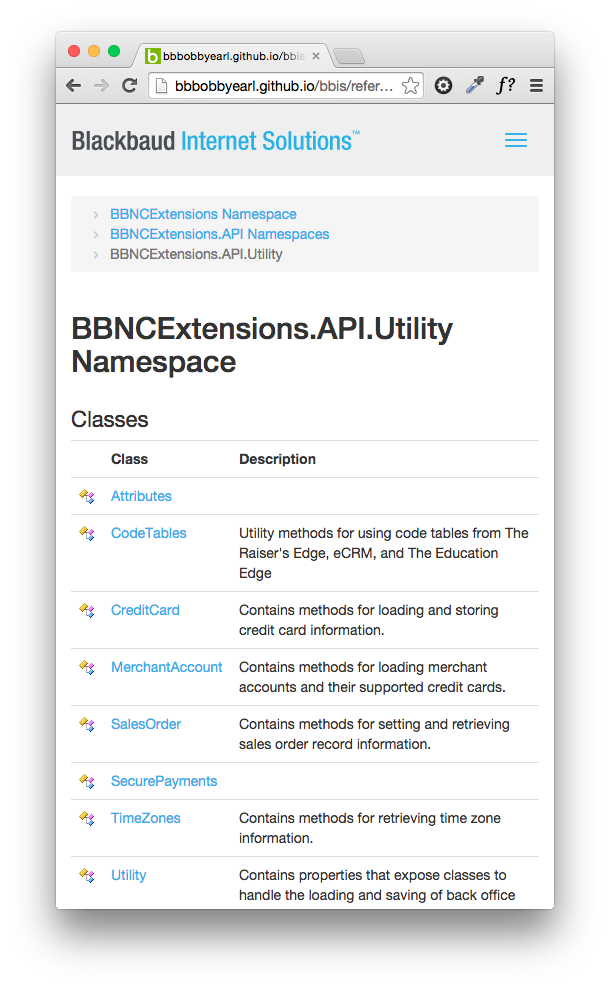 bbbobbyearl.github.io/bbis
bbbobbyearl.github.io/bbis/refer...
f?
Blackbaud Internet Solutions™
BBNCExtensions Namespace
BBNCExtensions.API Namespaces
BBNCExtensions.API.Utility
BBNCExtensions.API.Utility
Namespace
Classes
Class Description
Attributes
CodeTables Utility methods for using code tables from The
Raiser's Edge, eCRM, and The Education
Edge
CreditCard Contains methods for loading and storing
credit card information.
MerchantAccount Contains methods for loading merchant
accounts and their supported credit cards.
SalesOrder Contains methods for setting and retrieving
sales order record information.
SecurePayments
TimeZones Contains methods for retrieving time zone
information.
Utility Contains properties that expose classes to
handle the loading and saving of back office